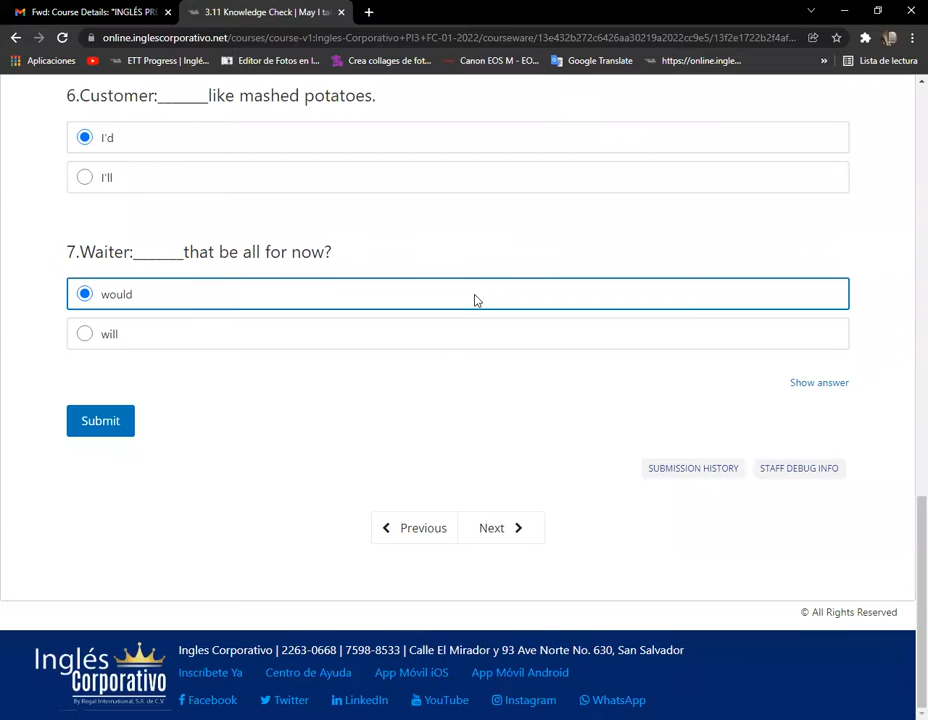 Fwd: Course Details: "INGLÉS PRE
3.11 Knowledge Check | May I tak
online.inglescorporativo.net/courses/course-v1:Ingles-Corporativo+PI3+FC-01-2022/courseware/13e432b272c6426aa30219a2022cc9e5/13f2e1722b2f4af...
Aplicaciones
ETT Progress | Inglé...
Editor de Fotos en l...
Crea collages de fot...
Canon EOS M - EO...
Google Translate
https://online.ingle...
»
Lista de lectura
6.Customer:_______like mashed potatoes.
I'd
I'll
7.Waiter:_______that be all for now?
would
will
Show answer
Submit
SUBMISSION HISTORY
STAFF DEBUG INFO
Previous
Next
© All Rights Reserved
Inglés Corporativo
By Regal International, S.A. de C.V.
Ingles Corporativo | 2263-0668 | 7598-8533 | Calle El Mirador y 93 Ave Norte No. 630, San Salvador
Inscríbete Ya
Centro de Ayuda
App Móvil iOS
App Móvil Android
Facebook
Twitter
LinkedIn
YouTube
Instagram
WhatsApp